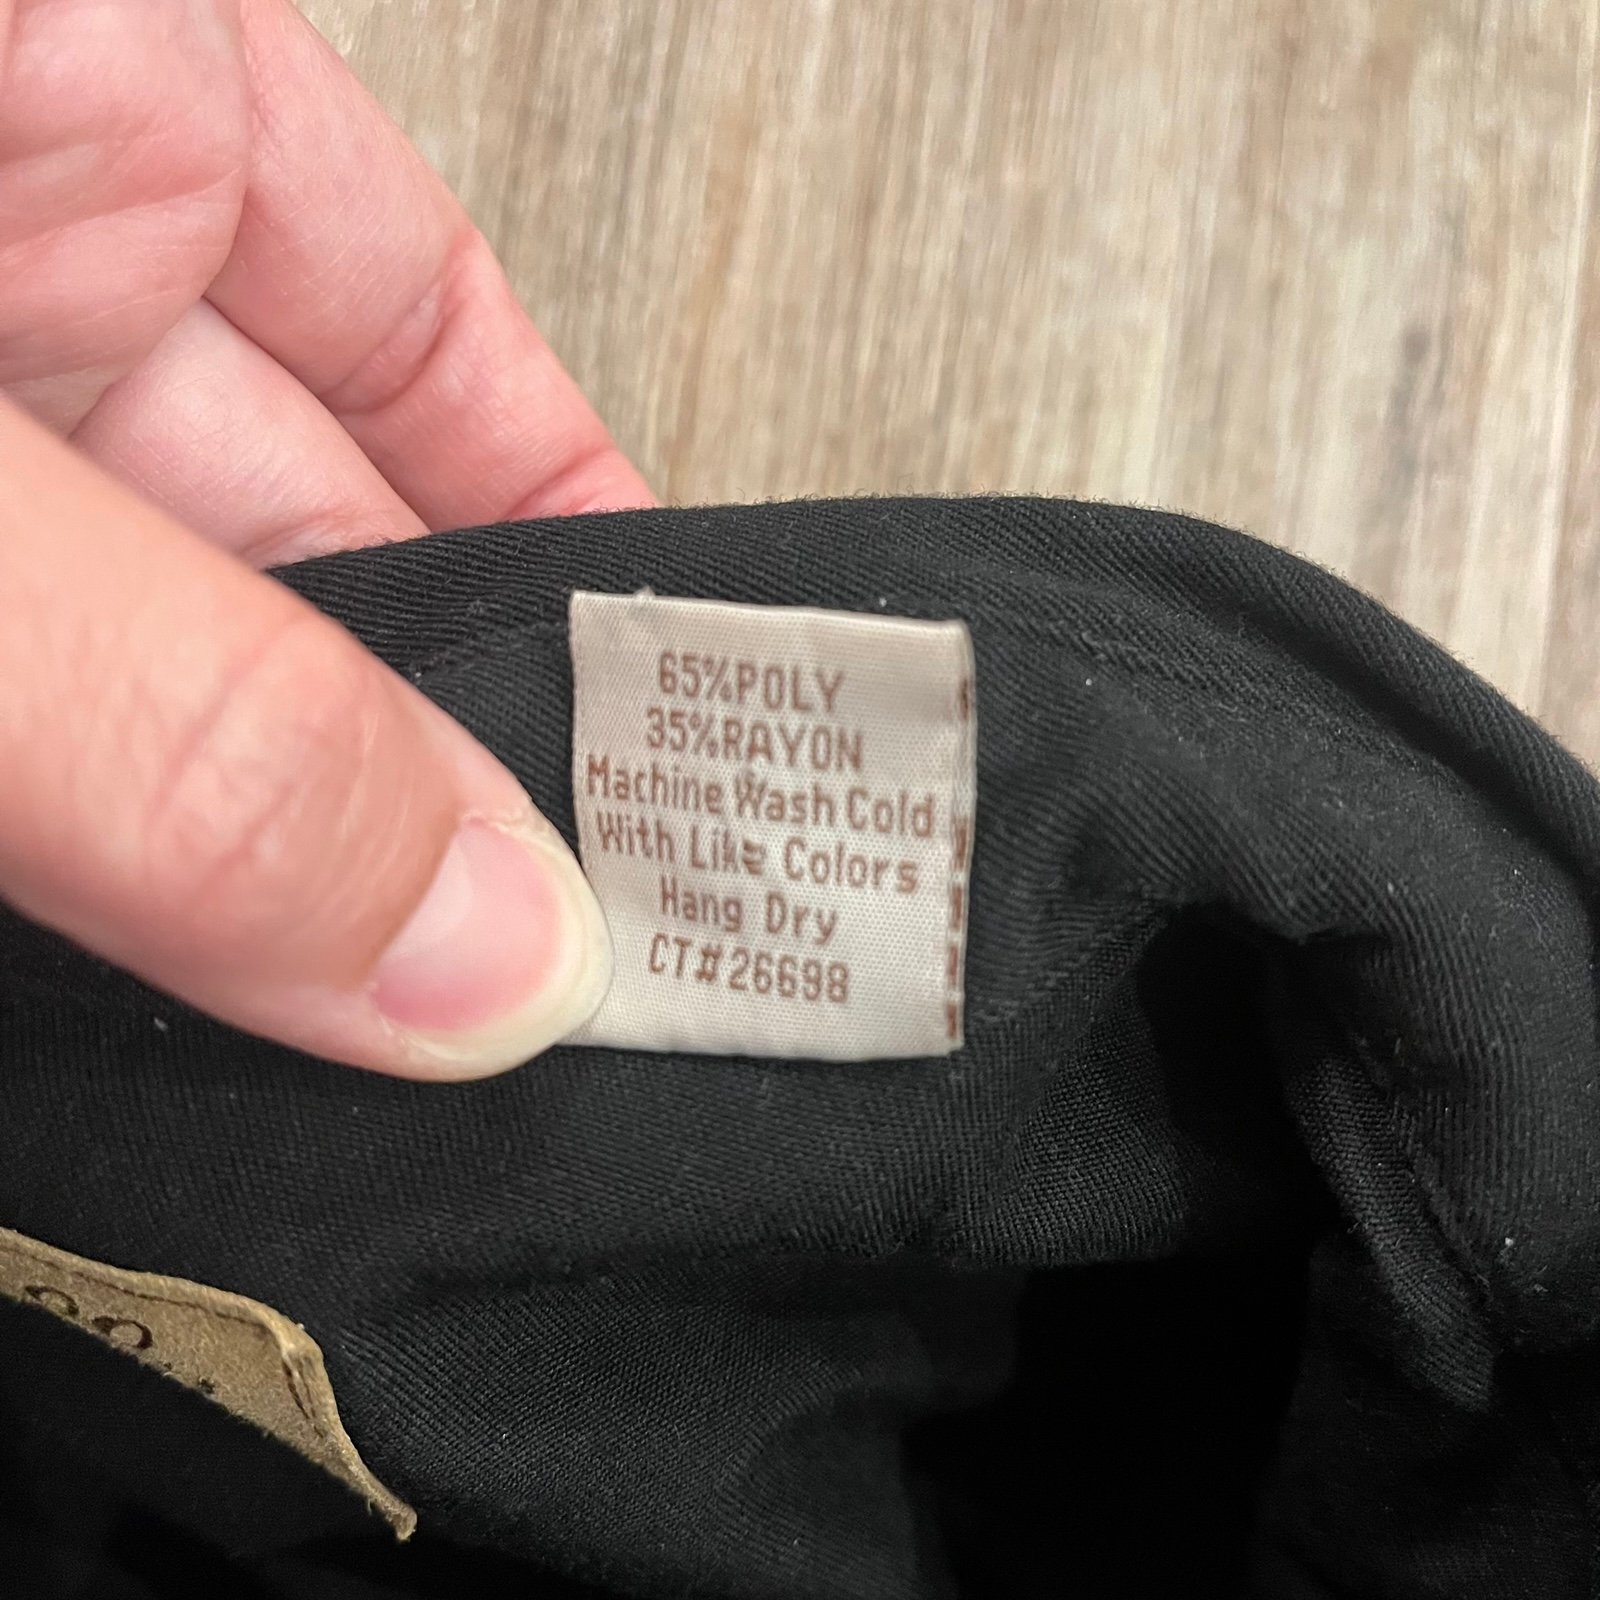 65%POLY
35%RAYON
Machine Wash Cold
With Like Colors
Hang Dry
CT#26698